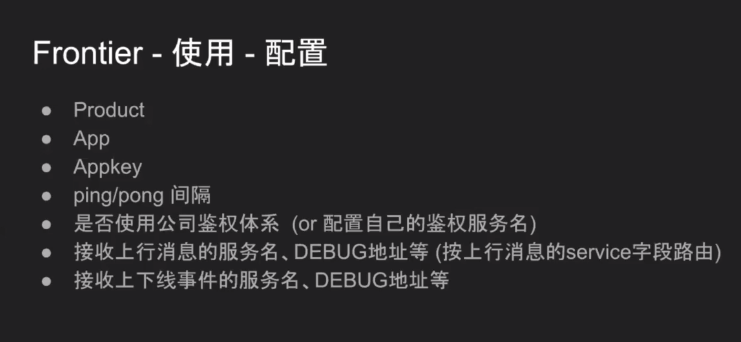 Frontier - 使用 - 配置
● Product
● App
● Appkey
● ping/pong 间隔
● 是否使用公司鉴权体系 (or 配置自己的鉴权服务名)
● 接收上行消息的服务名、DEBUG地址等 (按上行消息的service字段路由)
● 接收上下线事件的服务名、DEBUG地址等